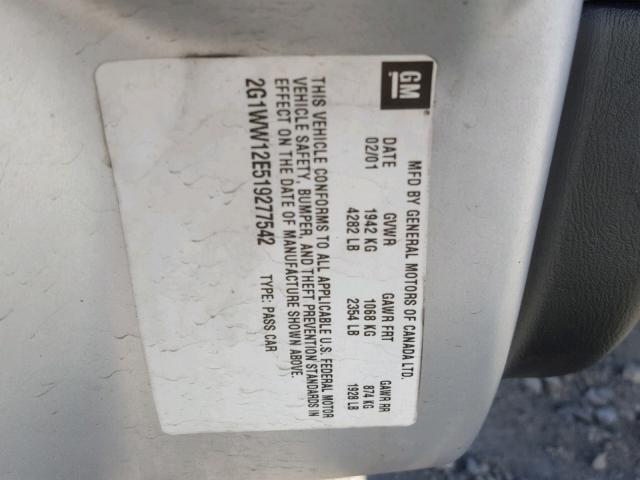 GM
MFD BY GENERAL MOTORS OF CANADA LTD.
DATE GVWR GAWR FRT GAWR RR
02/01 1942 KG 1068 KG 874 KG
4282 LB 2354 LB 1928 LB
THIS VEHICLE CONFORMS TO ALL APPLICABLE U.S. FEDERAL MOTOR
VEHICLE SAFETY, BUMPER, AND THEFT PREVENTION STANDARDS IN
EFFECT ON THE DATE OF MANUFACTURE SHOWN ABOVE.
2G1WW12E519277542 TYPE: PASS CAR